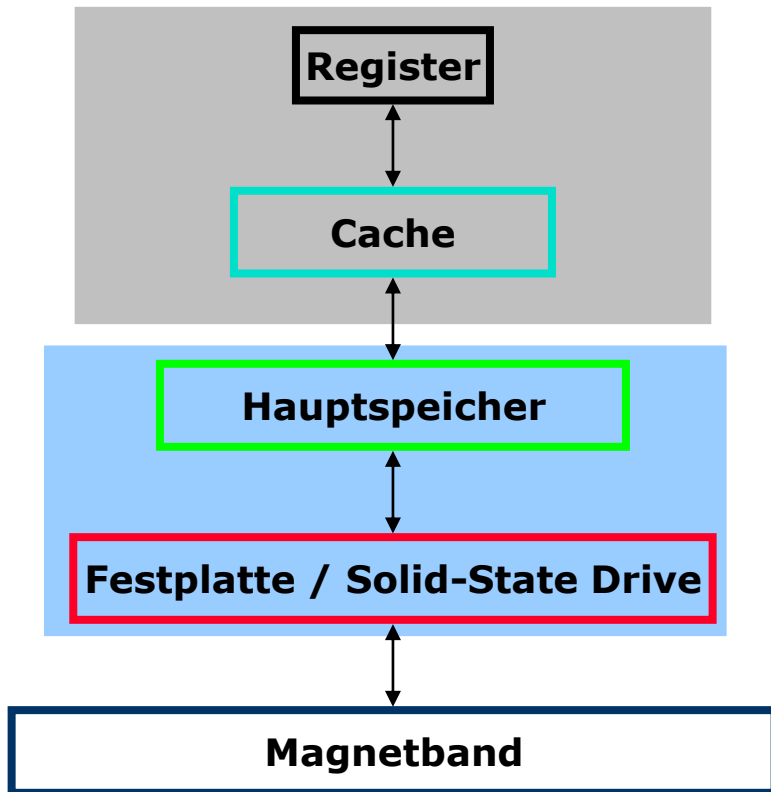 Register
Cache
Hauptspeicher
Festplatte / Solid-State Drive
Magnetband